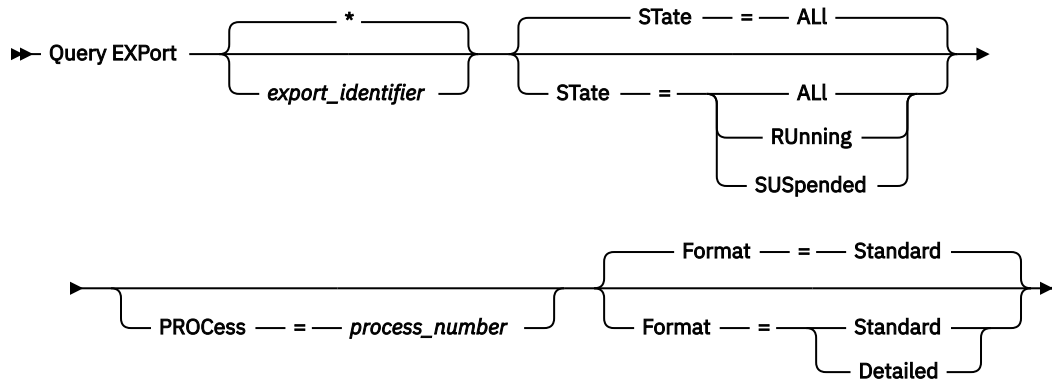 *
STate = ALl
Query EXPort
export_identifier
STate = ALl
RUnning
SUSpended
Format = Standard
PROCess = process_number
Format = Standard
Detailed